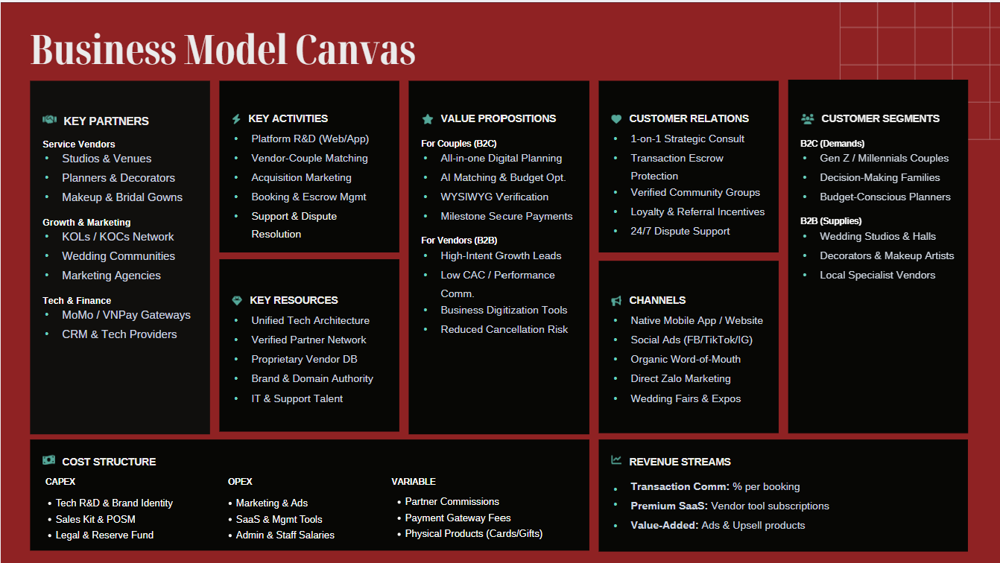 Business Model Canvas
KEY PARTNERS
Service Vendors
Studios & Venues
Planners & Decorators
Makeup & Bridal Gowns
Growth & Marketing
KOLs / KOCs Network
Wedding Communities
Marketing Agencies
Tech & Finance
MoMo / VNPay Gateways
CRM & Tech Providers
KEY ACTIVITIES
Platform R&D (Web/App)
Vendor-Couple Matching
Acquisition Marketing
Booking & Escrow Mgmt
Support & Dispute
Resolution
KEY RESOURCES
Unified Tech Architecture
Verified Partner Network
Proprietary Vendor DB
Brand & Domain Authority
IT & Support Talent
VALUE PROPOSITIONS
For Couples (B2C)
All-in-one Digital Planning
AI Matching & Budget Opt.
WYSIWYG Verification
Milestone Secure Payments
For Vendors (B2B)
High-Intent Growth Leads
Low CAC / Performance
Comm.
Business Digitization Tools
Reduced Cancellation Risk
CUSTOMER RELATIONS
1-on-1 Strategic Consult
Transaction Escrow
Protection
Verified Community Groups
Loyalty & Referral Incentives
24/7 Dispute Support
CHANNELS
Native Mobile App / Website
Social Ads (FB/TikTok/IG)
Organic Word-of-Mouth
Direct Zalo Marketing
Wedding Fairs & Expos
CUSTOMER SEGMENTS
B2C (Demands)
Gen Z / Millennials Couples
Decision-Making Families
Budget-Conscious Planners
B2B (Supplies)
Wedding Studios & Halls
Decorators & Makeup Artists
Local Specialist Vendors
COST STRUCTURE
CAPEX
Tech R&D & Brand Identity
Sales Kit & POSM
Legal & Reserve Fund
OPEX
Marketing & Ads
SaaS & Mgmt Tools
Admin & Staff Salaries
VARIABLE
Partner Commissions
Payment Gateway Fees
Physical Products (Cards/Gifts)
REVENUE STREAMS
Transaction Comm: % per booking
Premium SaaS: Vendor tool subscriptions
Value-Added: Ads & Upsell products